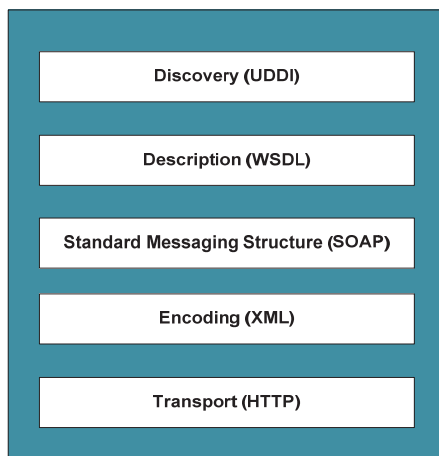 Discovery (UDDI)
Description (WSDL)
Standard Messaging Structure (SOAP)
Encoding (XML)
Transport (HTTP)